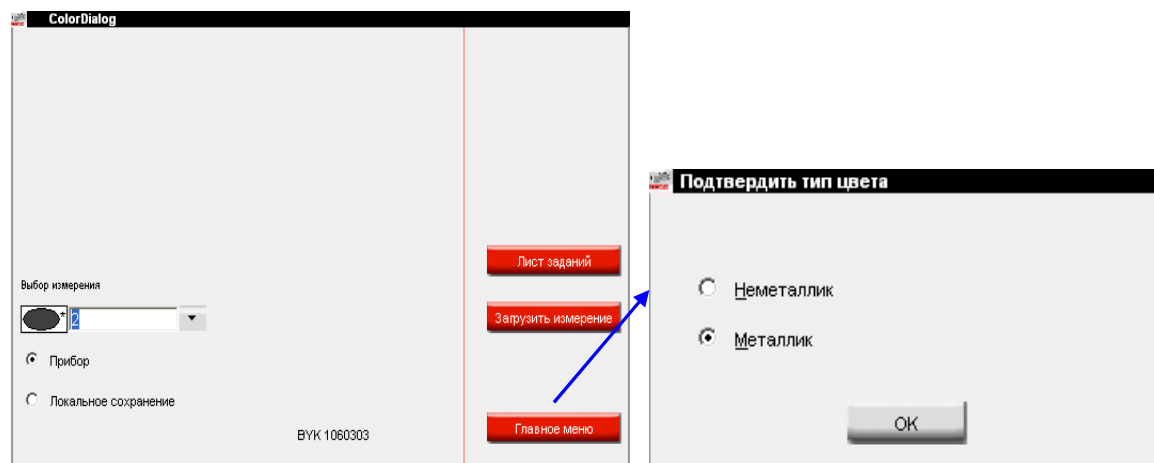 ColorDialog
Лист заданий
Выбор измерения
* 2
Загрузить измерение
Прибор
Локальное сохранение
BYK 1060303
Главное меню
Подтвердить тип цвета
Неметаллик
Металлик
OK